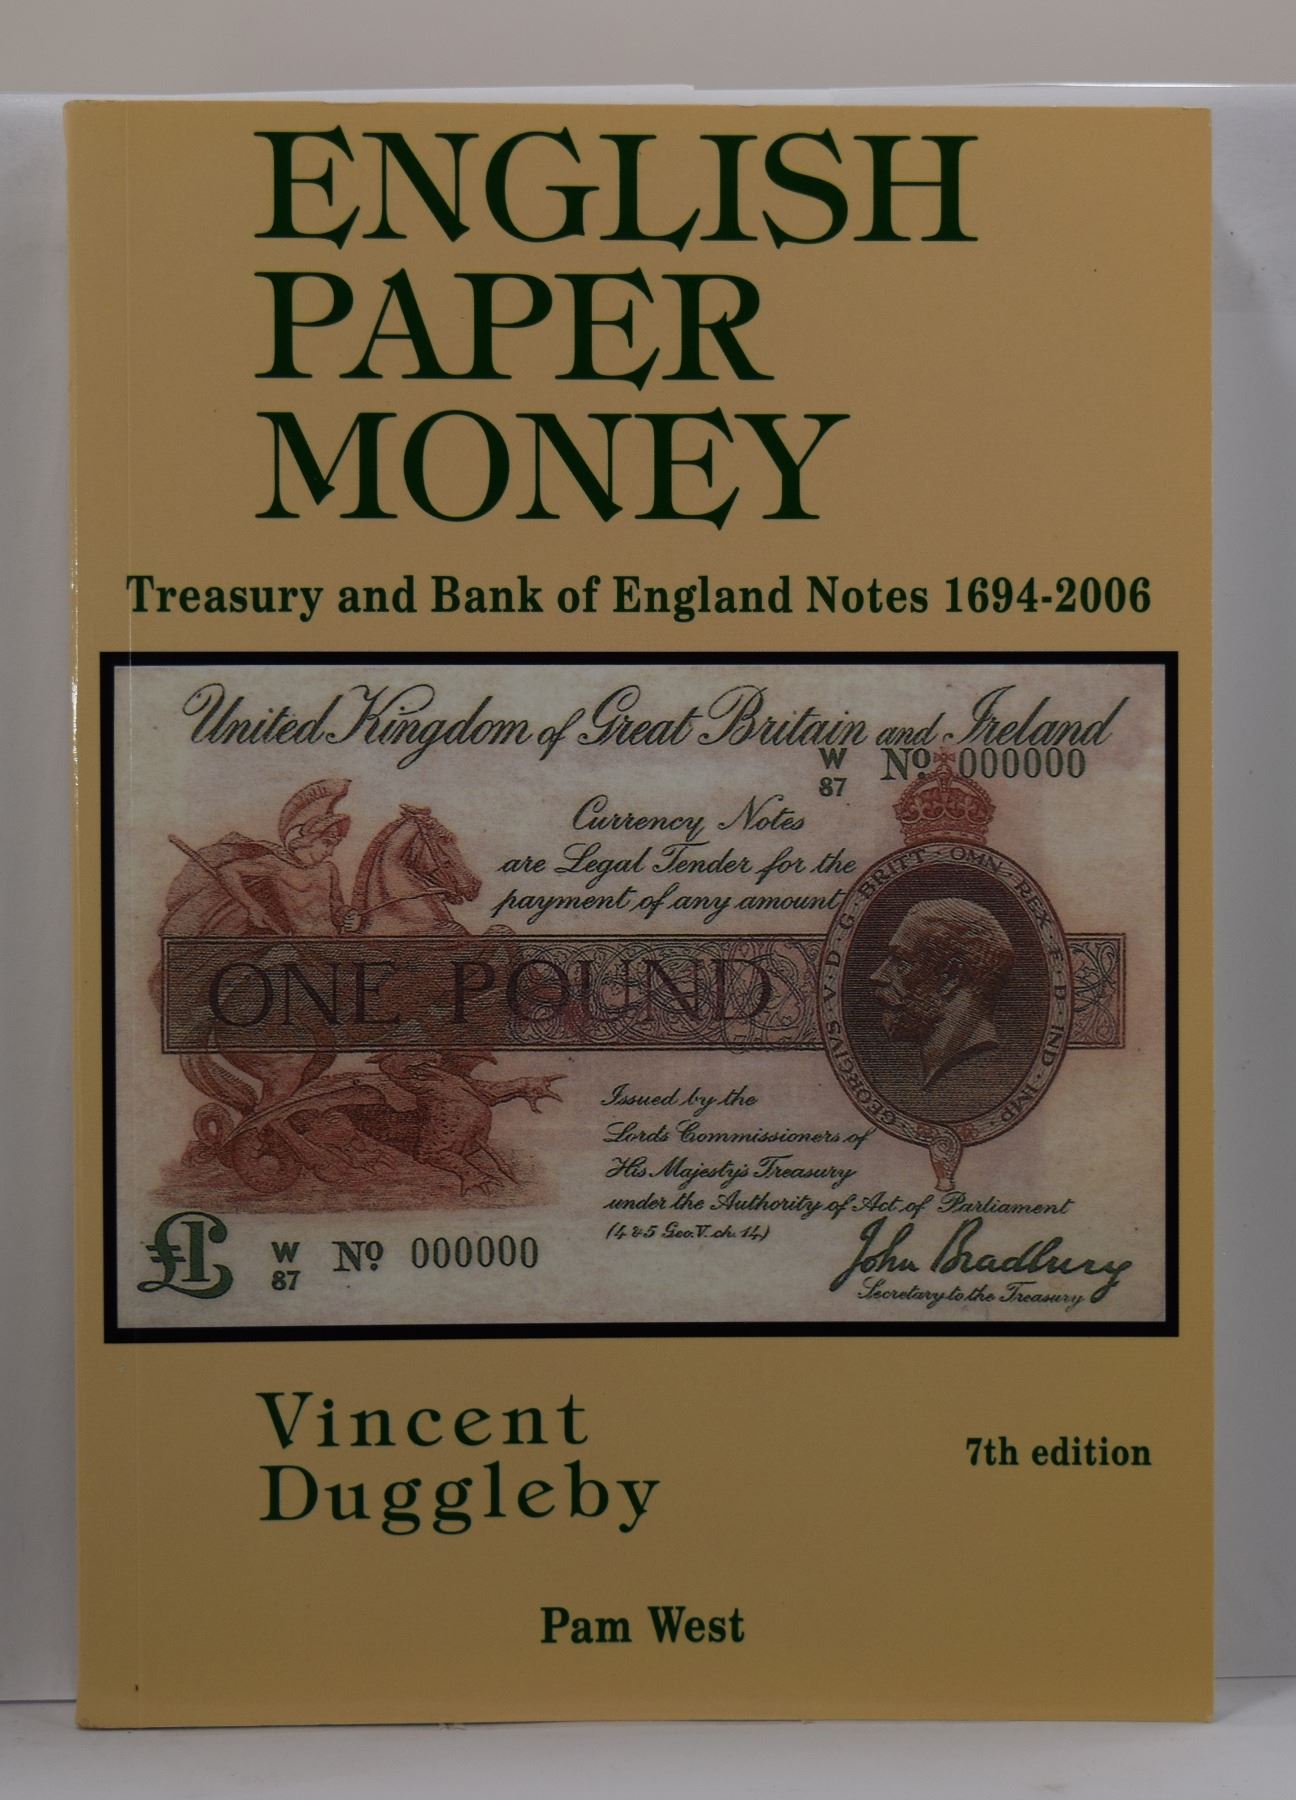 ENGLISH
PAPER
MONEY
Treasury and Bank of England Notes 1694-2006
United Kingdom of Great Britain and Ireland
W
87
Nº 000000
Currency Notes
are Legal Tender for the
payment of any amount
GEORGIVS·V·D·G·BRITT·OMN·REX·F·D·IND·IMP·
ONE POUND
Issued by the
Lords Commissioners of
His Majesty's Treasury
under the Authority of Act of Parliament
(4 & 5 Geo. V. ch. 14)
£1
W
87
Nº 000000
John Bradbury
Secretary to the Treasury
Vincent
Duggleby
7th edition
Pam West